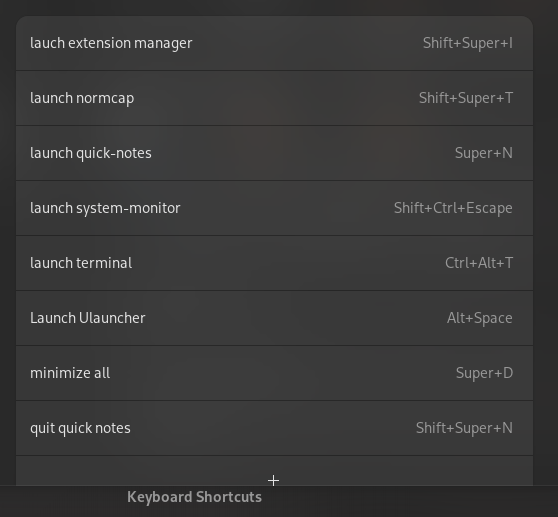 lauch extension manager Shift+Super+I
launch normcap Shift+Super+T
launch quick-notes Super+N
launch system-monitor Shift+Ctrl+Escape
launch terminal Ctrl+Alt+T
Launch Ulauncher Alt+Space
minimize all Super+D
quit quick notes Shift+Super+N
+
Keyboard Shortcuts